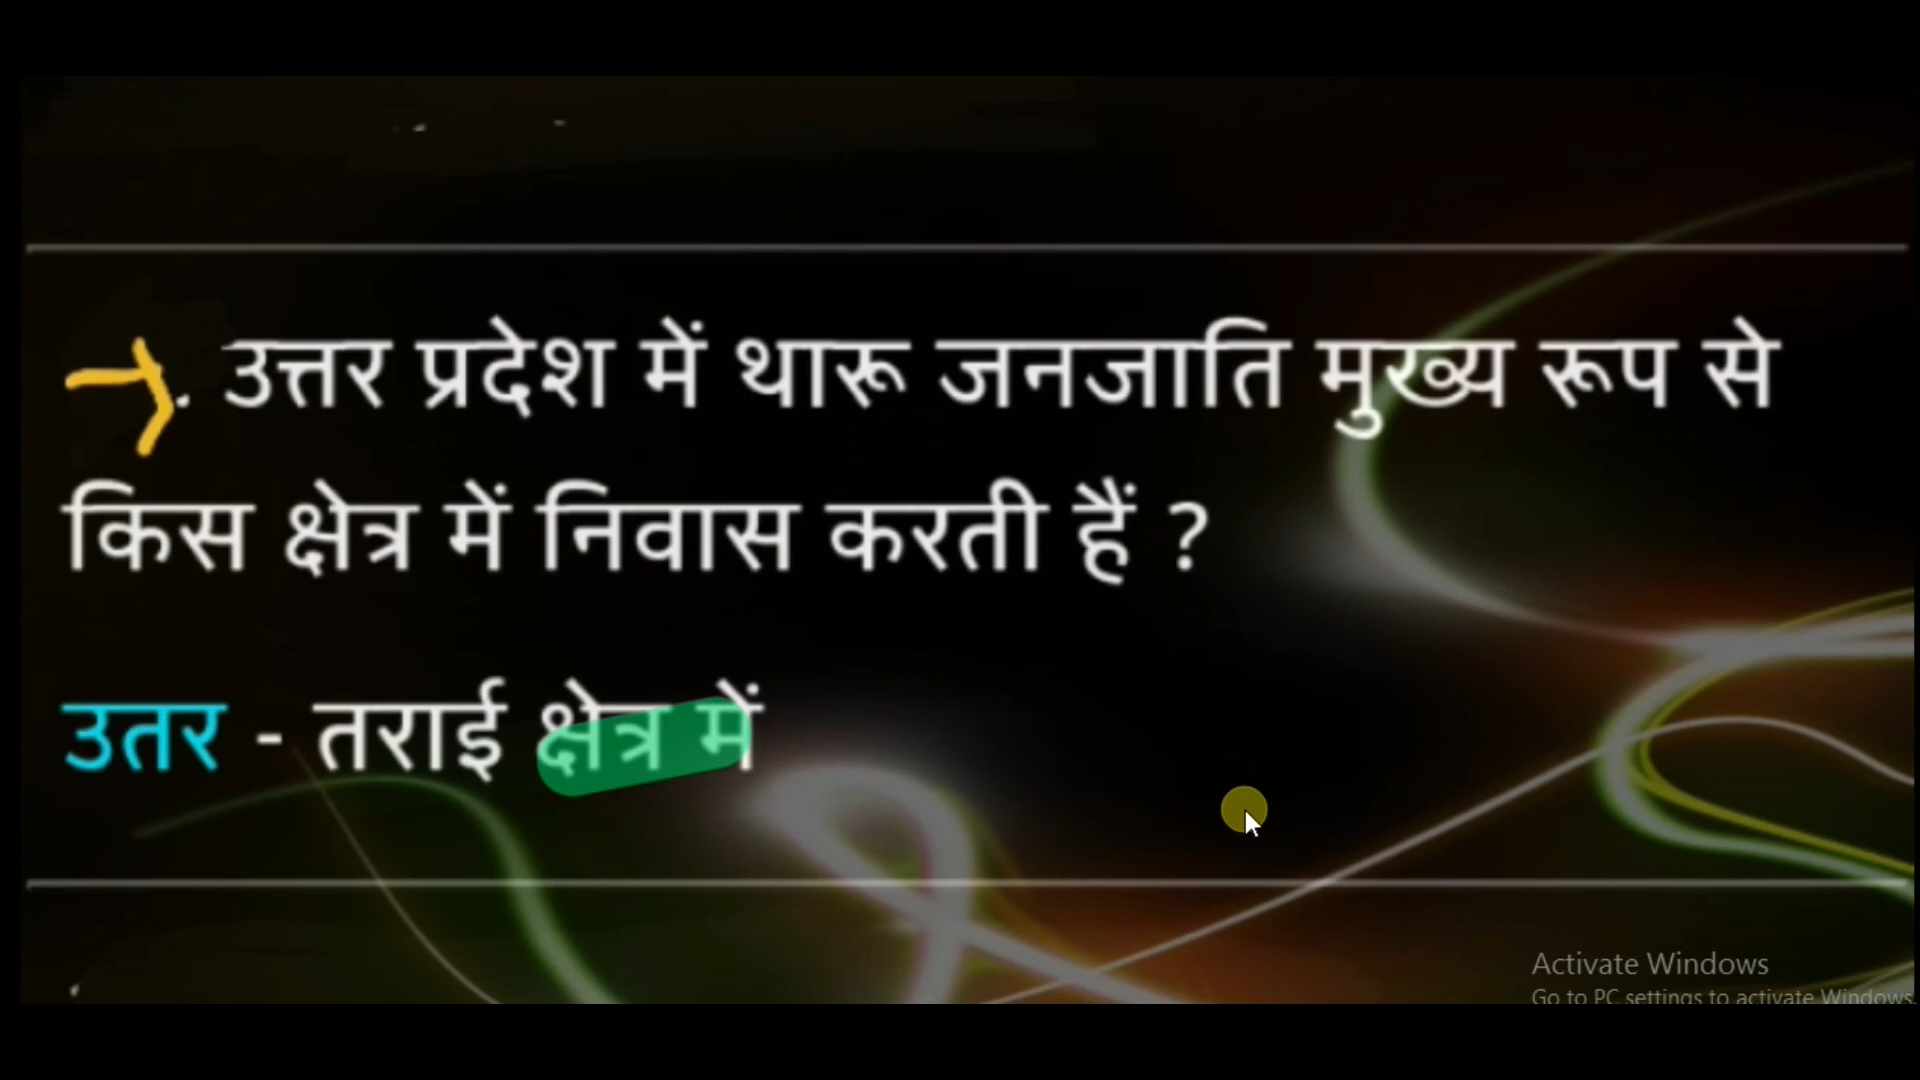 . उत्तर प्रदेश में थारू जनजाति मुख्य रूप से
किस क्षेत्र में निवास करती हैं ?
उतर - तराई क्षेत्र में
Activate Windows
Go to PC settings to activate Windows.